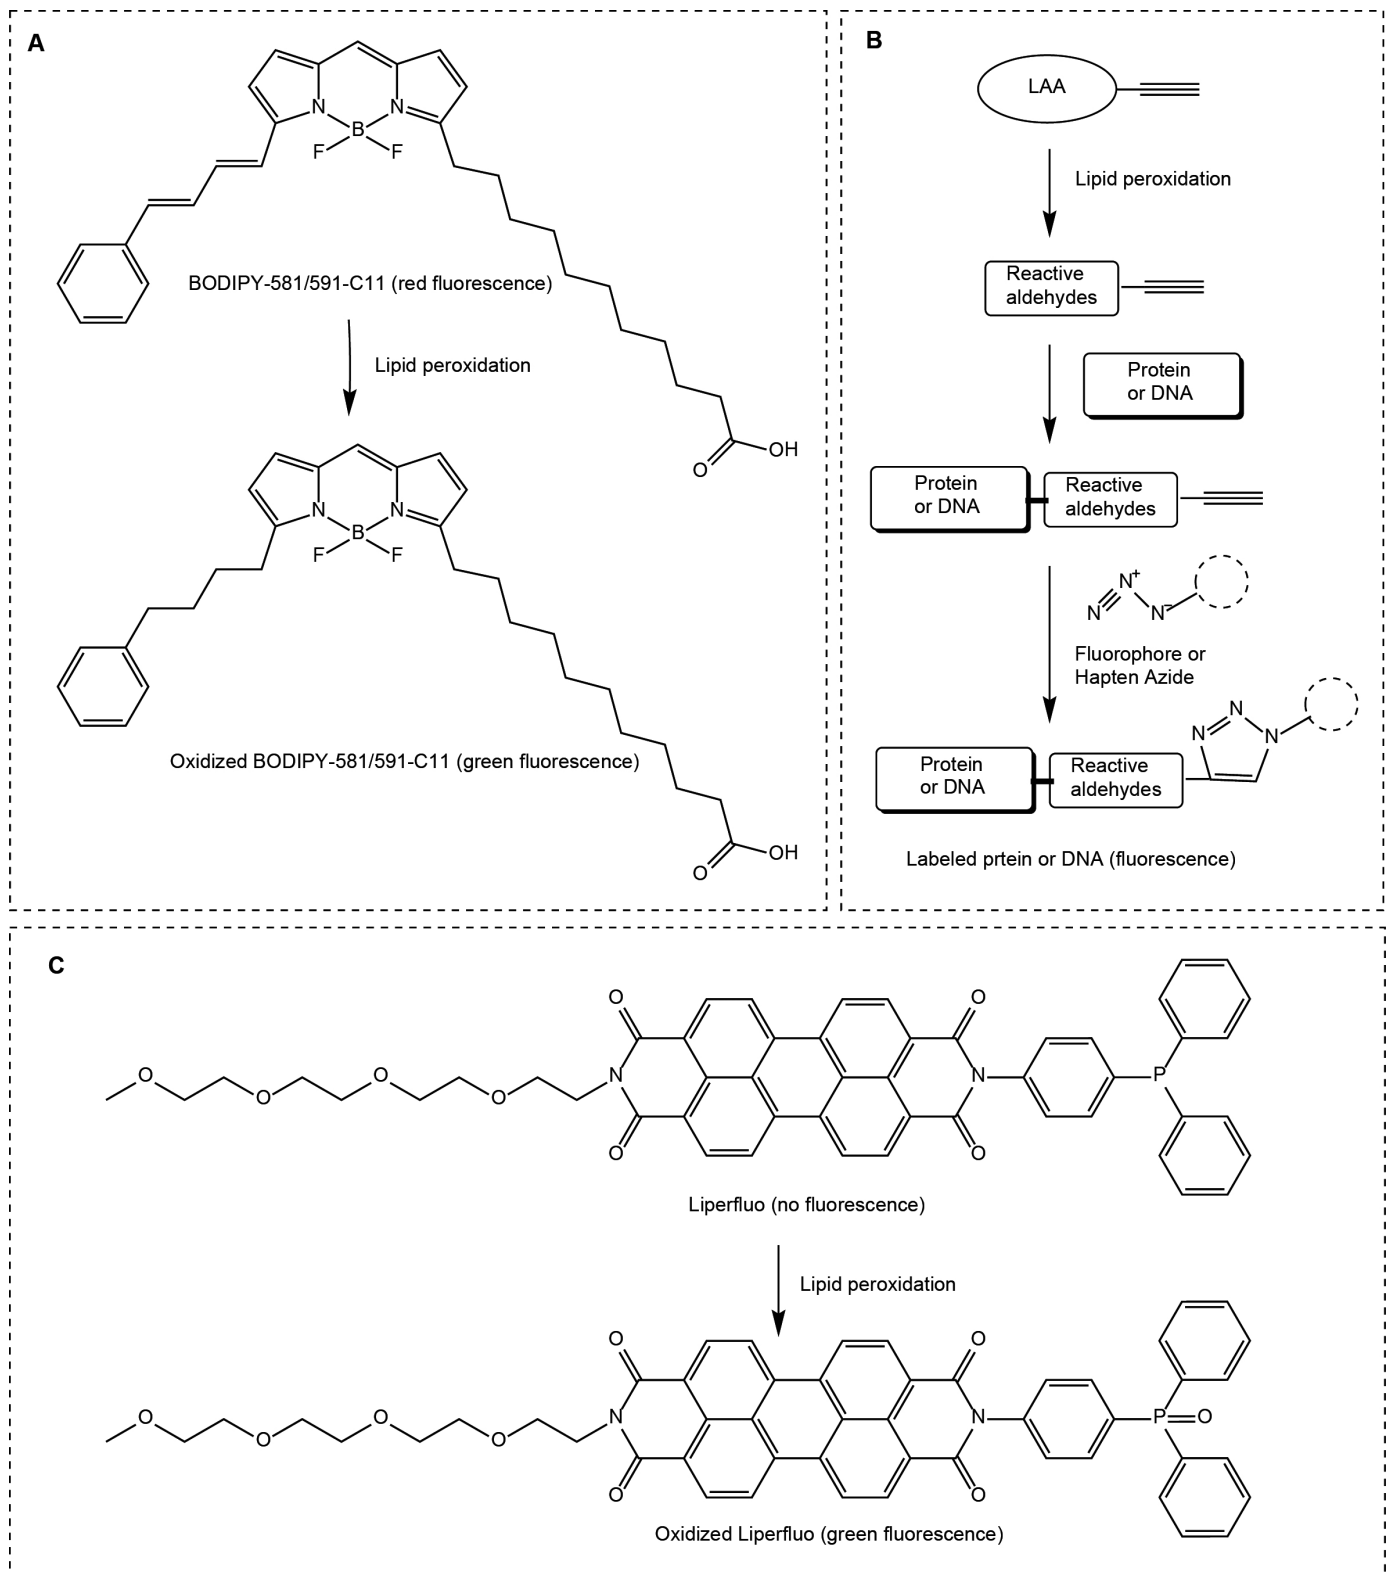 A
N
N
B
F
F
BODIPY-581/591-C11 (red fluorescence)
Lipid peroxidation
OH
O
N
N
B
F
F
Oxidized BODIPY-581/591-C11 (green fluorescence)
OH
O
B
LAA
Lipid peroxidation
Reactive
aldehydes
Protein
or DNA
Protein
or DNA
Reactive
aldehydes
N
N+
N−
Fluorophore or
Hapten Azide
N
N
N
Protein
or DNA
Reactive
aldehydes
Labeled prtein or DNA (fluorescence)
C
O
O
O
O
O
O
N
O
O
N
P
Liperfluo (no fluorescence)
Lipid peroxidation
O
O
O
O
O
O
N
O
O
N
P
O
Oxidized Liperfluo (green fluorescence)